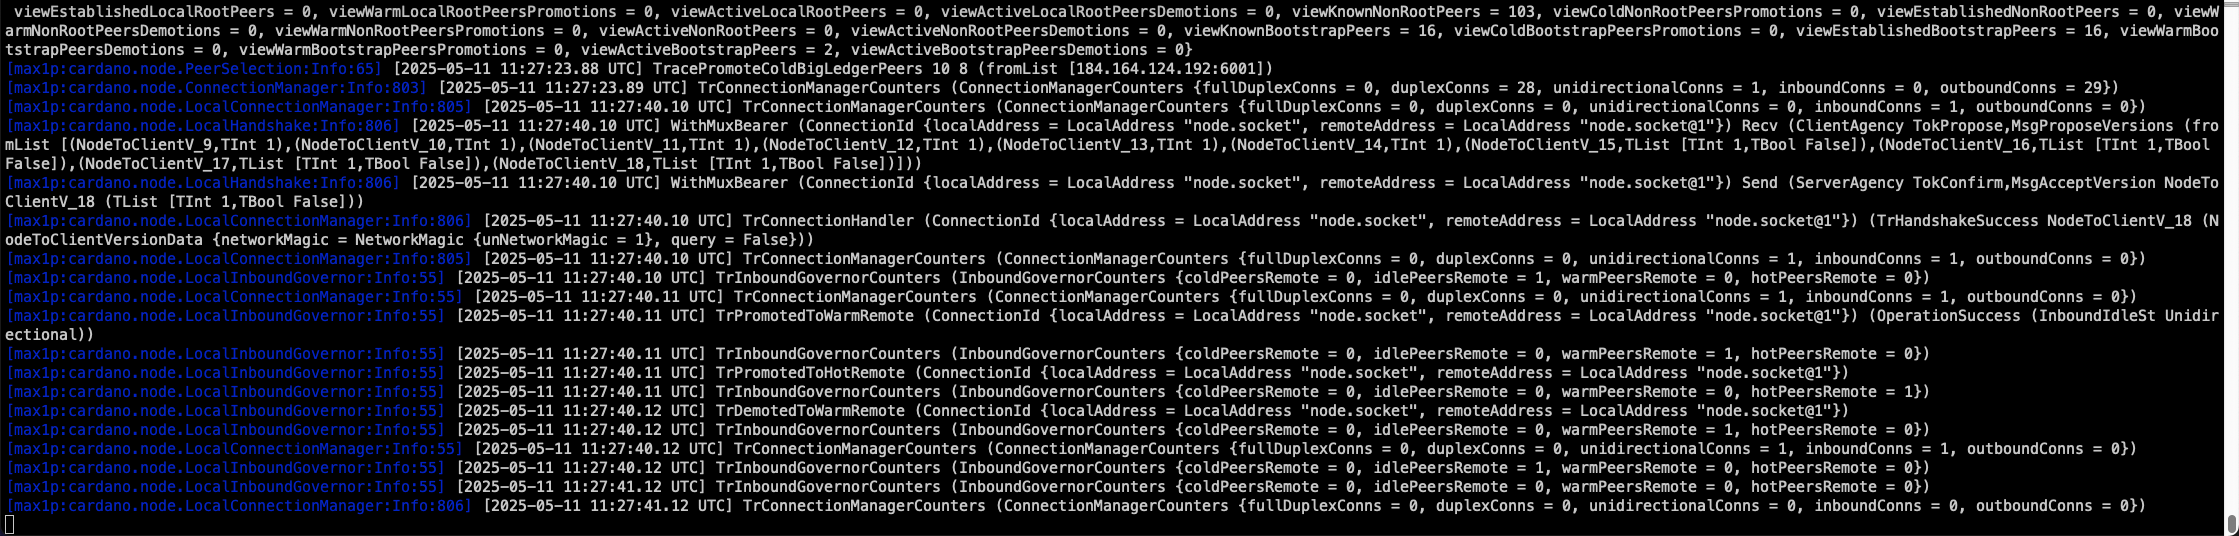 viewEstablishedLocalRootPeers = 0, viewWarmLocalRootPeersPromotions = 0, viewActiveLocalRootPeers = 0, viewActiveLocalRootPeersDemotions = 0, viewKnownNonRootPeers = 103, viewColdNonRootPeersPromotions = 0, viewEstablishedNonRootPeers = 0, viewW
armNonRootPeersDemotions = 0, viewWarmNonRootPeersPromotions = 0, viewActiveNonRootPeers = 0, viewActiveNonRootPeersDemotions = 0, viewKnownBootstrapPeers = 16, viewColdBootstrapPeersPromotions = 0, viewEstablishedBootstrapPeers = 16, viewWarmBoo
tstrapPeersDemotions = 0, viewWarmBootstrapPeersPromotions = 0, viewActiveBootstrapPeers = 2, viewActiveBootstrapPeersDemotions = 0}
[max1p:cardano.node.PeerSelection:Info:65] [2025-05-11 11:27:23.88 UTC] TracePromoteColdBigLedgerPeers 10 8 (fromList [184.164.124.192:6001])
[max1p:cardano.node.ConnectionManager:Info:803] [2025-05-11 11:27:23.89 UTC] TrConnectionManagerCounters (ConnectionManagerCounters {fullDuplexConns = 0, duplexConns = 28, unidirectionalConns = 1, inboundConns = 0, outboundConns = 29})
[max1p:cardano.node.LocalConnectionManager:Info:805] [2025-05-11 11:27:40.10 UTC] TrConnectionManagerCounters (ConnectionManagerCounters {fullDuplexConns = 0, duplexConns = 0, unidirectionalConns = 0, inboundConns = 1, outboundConns = 0})
[max1p:cardano.node.LocalHandshake:Info:806] [2025-05-11 11:27:40.10 UTC] WithMuxBearer (ConnectionId {localAddress = LocalAddress "node.socket", remoteAddress = LocalAddress "node.socket@1"}) Recv (ClientAgency TokPropose,MsgProposeVersions (fro
mList [(NodeToClientV_9,TInt 1),(NodeToClientV_10,TInt 1),(NodeToClientV_11,TInt 1),(NodeToClientV_12,TInt 1),(NodeToClientV_13,TInt 1),(NodeToClientV_14,TInt 1),(NodeToClientV_15,TList [TInt 1,TBool False]),(NodeToClientV_16,TList [TInt 1,TBool 
False]),(NodeToClientV_17,TList [TInt 1,TBool False]),(NodeToClientV_18,TList [TInt 1,TBool False])]))
[max1p:cardano.node.LocalHandshake:Info:806] [2025-05-11 11:27:40.10 UTC] WithMuxBearer (ConnectionId {localAddress = LocalAddress "node.socket", remoteAddress = LocalAddress "node.socket@1"}) Send (ServerAgency TokConfirm,MsgAcceptVersion NodeTo
ClientV_18 (TList [TInt 1,TBool False]))
[max1p:cardano.node.LocalConnectionManager:Info:806] [2025-05-11 11:27:40.10 UTC] TrConnectionHandler (ConnectionId {localAddress = LocalAddress "node.socket", remoteAddress = LocalAddress "node.socket@1"}) (TrHandshakeSuccess NodeToClientV_18 (N
odeToClientVersionData {networkMagic = NetworkMagic {unNetworkMagic = 1}, query = False}))
[max1p:cardano.node.LocalConnectionManager:Info:805] [2025-05-11 11:27:40.10 UTC] TrConnectionManagerCounters (ConnectionManagerCounters {fullDuplexConns = 0, duplexConns = 0, unidirectionalConns = 1, inboundConns = 1, outboundConns = 0})
[max1p:cardano.node.LocalInboundGovernor:Info:55] [2025-05-11 11:27:40.10 UTC] TrInboundGovernorCounters (InboundGovernorCounters {coldPeersRemote = 0, idlePeersRemote = 1, warmPeersRemote = 0, hotPeersRemote = 0})
[max1p:cardano.node.LocalConnectionManager:Info:55] [2025-05-11 11:27:40.11 UTC] TrConnectionManagerCounters (ConnectionManagerCounters {fullDuplexConns = 0, duplexConns = 0, unidirectionalConns = 1, inboundConns = 1, outboundConns = 0})
[max1p:cardano.node.LocalInboundGovernor:Info:55] [2025-05-11 11:27:40.11 UTC] TrPromotedToWarmRemote (ConnectionId {localAddress = LocalAddress "node.socket", remoteAddress = LocalAddress "node.socket@1"}) (OperationSuccess (InboundIdleSt Unidir
ectional))
[max1p:cardano.node.LocalInboundGovernor:Info:55] [2025-05-11 11:27:40.11 UTC] TrInboundGovernorCounters (InboundGovernorCounters {coldPeersRemote = 0, idlePeersRemote = 0, warmPeersRemote = 1, hotPeersRemote = 0})
[max1p:cardano.node.LocalInboundGovernor:Info:55] [2025-05-11 11:27:40.11 UTC] TrPromotedToHotRemote (ConnectionId {localAddress = LocalAddress "node.socket", remoteAddress = LocalAddress "node.socket@1"})
[max1p:cardano.node.LocalInboundGovernor:Info:55] [2025-05-11 11:27:40.11 UTC] TrInboundGovernorCounters (InboundGovernorCounters {coldPeersRemote = 0, idlePeersRemote = 0, warmPeersRemote = 0, hotPeersRemote = 1})
[max1p:cardano.node.LocalInboundGovernor:Info:55] [2025-05-11 11:27:40.12 UTC] TrDemotedToWarmRemote (ConnectionId {localAddress = LocalAddress "node.socket", remoteAddress = LocalAddress "node.socket@1"})
[max1p:cardano.node.LocalInboundGovernor:Info:55] [2025-05-11 11:27:40.12 UTC] TrInboundGovernorCounters (InboundGovernorCounters {coldPeersRemote = 0, idlePeersRemote = 0, warmPeersRemote = 1, hotPeersRemote = 0})
[max1p:cardano.node.LocalConnectionManager:Info:55] [2025-05-11 11:27:40.12 UTC] TrConnectionManagerCounters (ConnectionManagerCounters {fullDuplexConns = 0, duplexConns = 0, unidirectionalConns = 1, inboundConns = 1, outboundConns = 0})
[max1p:cardano.node.LocalInboundGovernor:Info:55] [2025-05-11 11:27:40.12 UTC] TrInboundGovernorCounters (InboundGovernorCounters {coldPeersRemote = 0, idlePeersRemote = 1, warmPeersRemote = 0, hotPeersRemote = 0})
[max1p:cardano.node.LocalInboundGovernor:Info:55] [2025-05-11 11:27:41.12 UTC] TrInboundGovernorCounters (InboundGovernorCounters {coldPeersRemote = 0, idlePeersRemote = 0, warmPeersRemote = 0, hotPeersRemote = 0})
[max1p:cardano.node.LocalConnectionManager:Info:806] [2025-05-11 11:27:41.12 UTC] TrConnectionManagerCounters (ConnectionManagerCounters {fullDuplexConns = 0, duplexConns = 0, unidirectionalConns = 0, inboundConns = 0, outboundConns = 0})